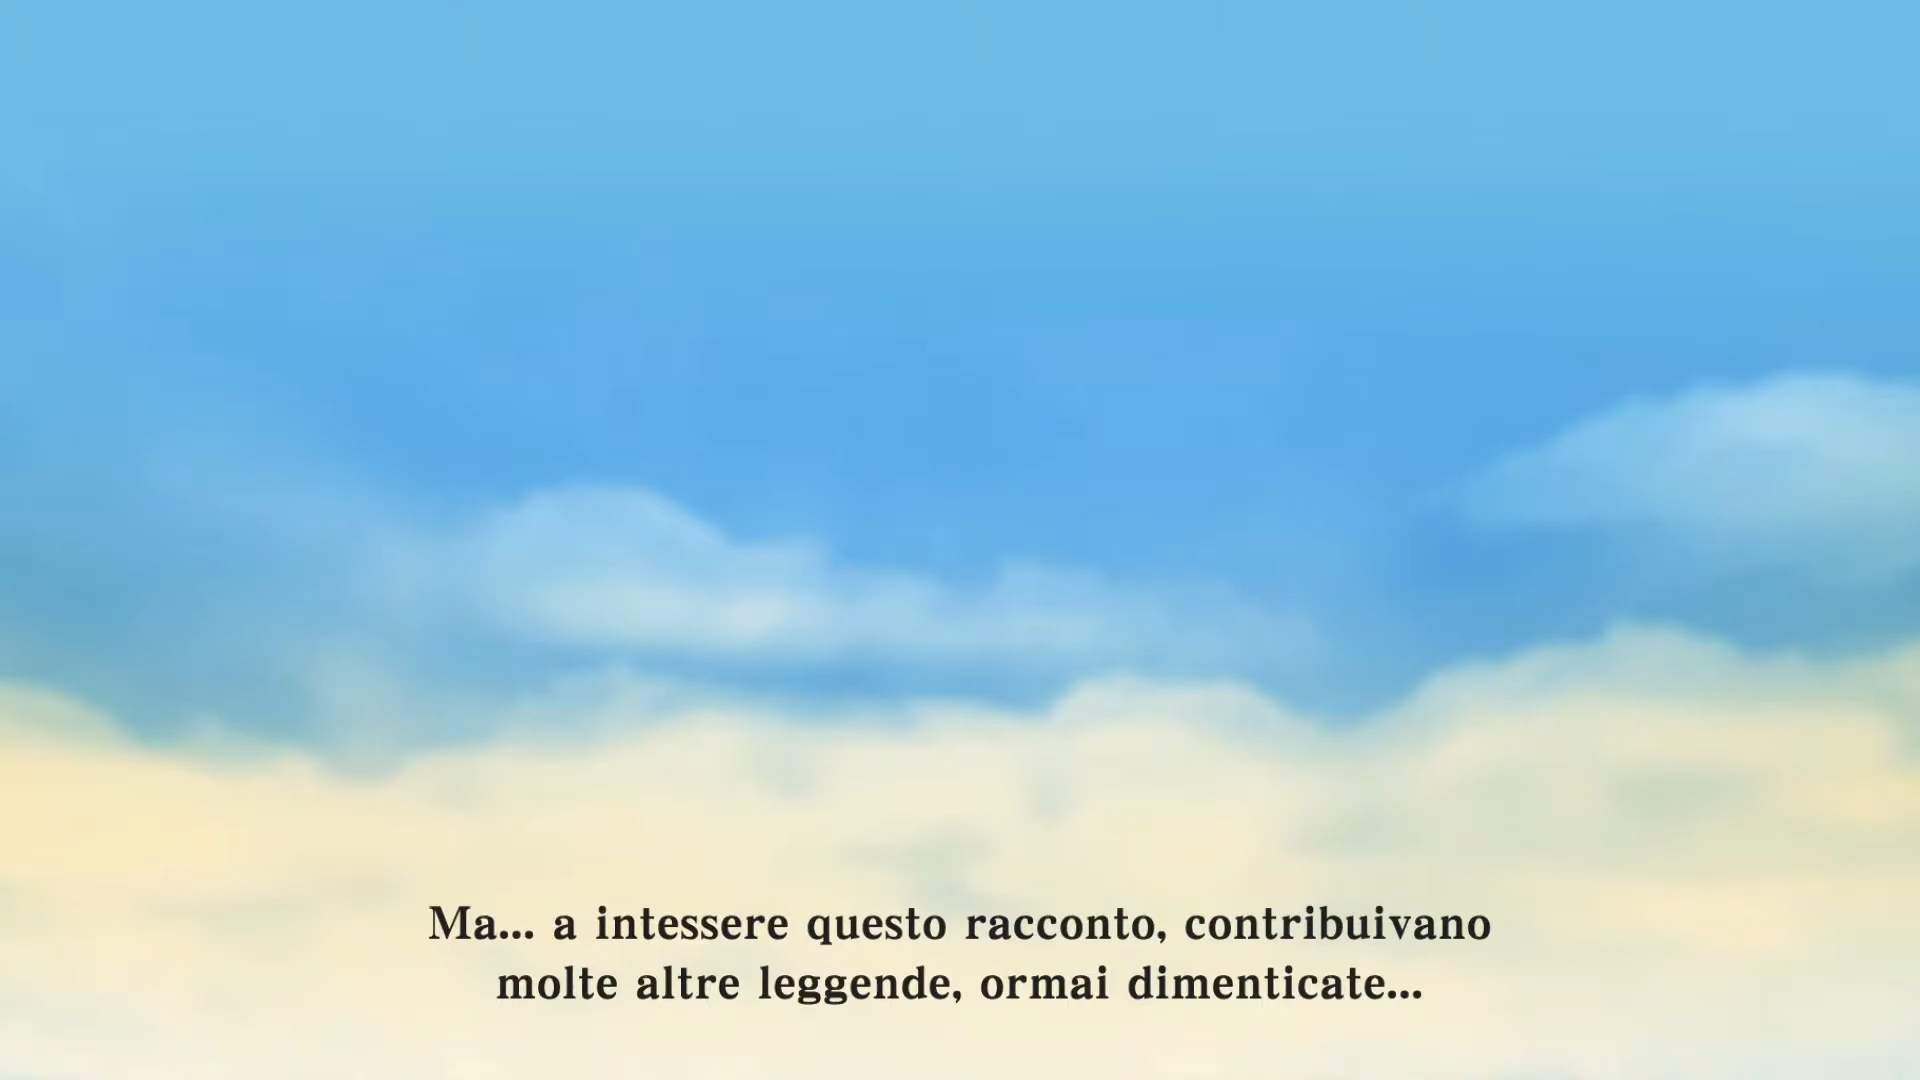 Ma... a intessere questo racconto, contribuivano
molte altre leggende, ormai dimenticate...